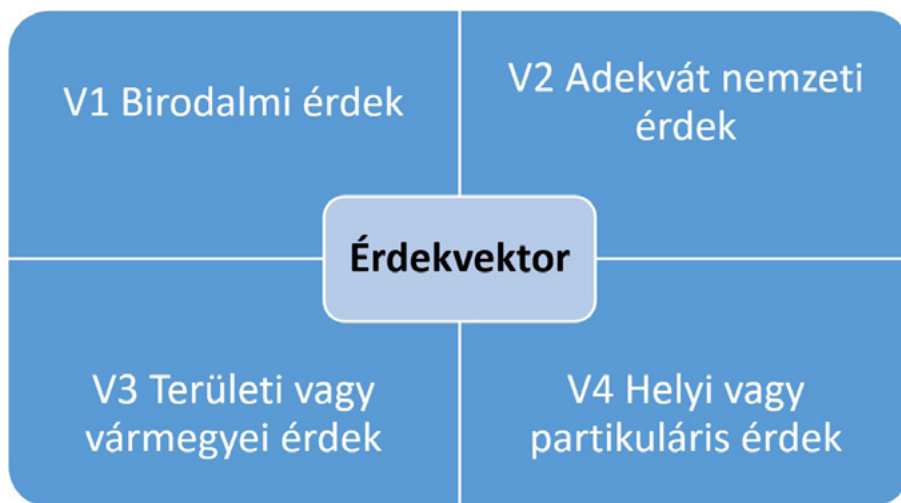 V1 Birodalmi érdek
V2 Adekvát nemzeti
érdek
Érdekvektor
V3 Területi vagy
vármegyei érdek
V4 Helyi vagy
partikuláris érdek